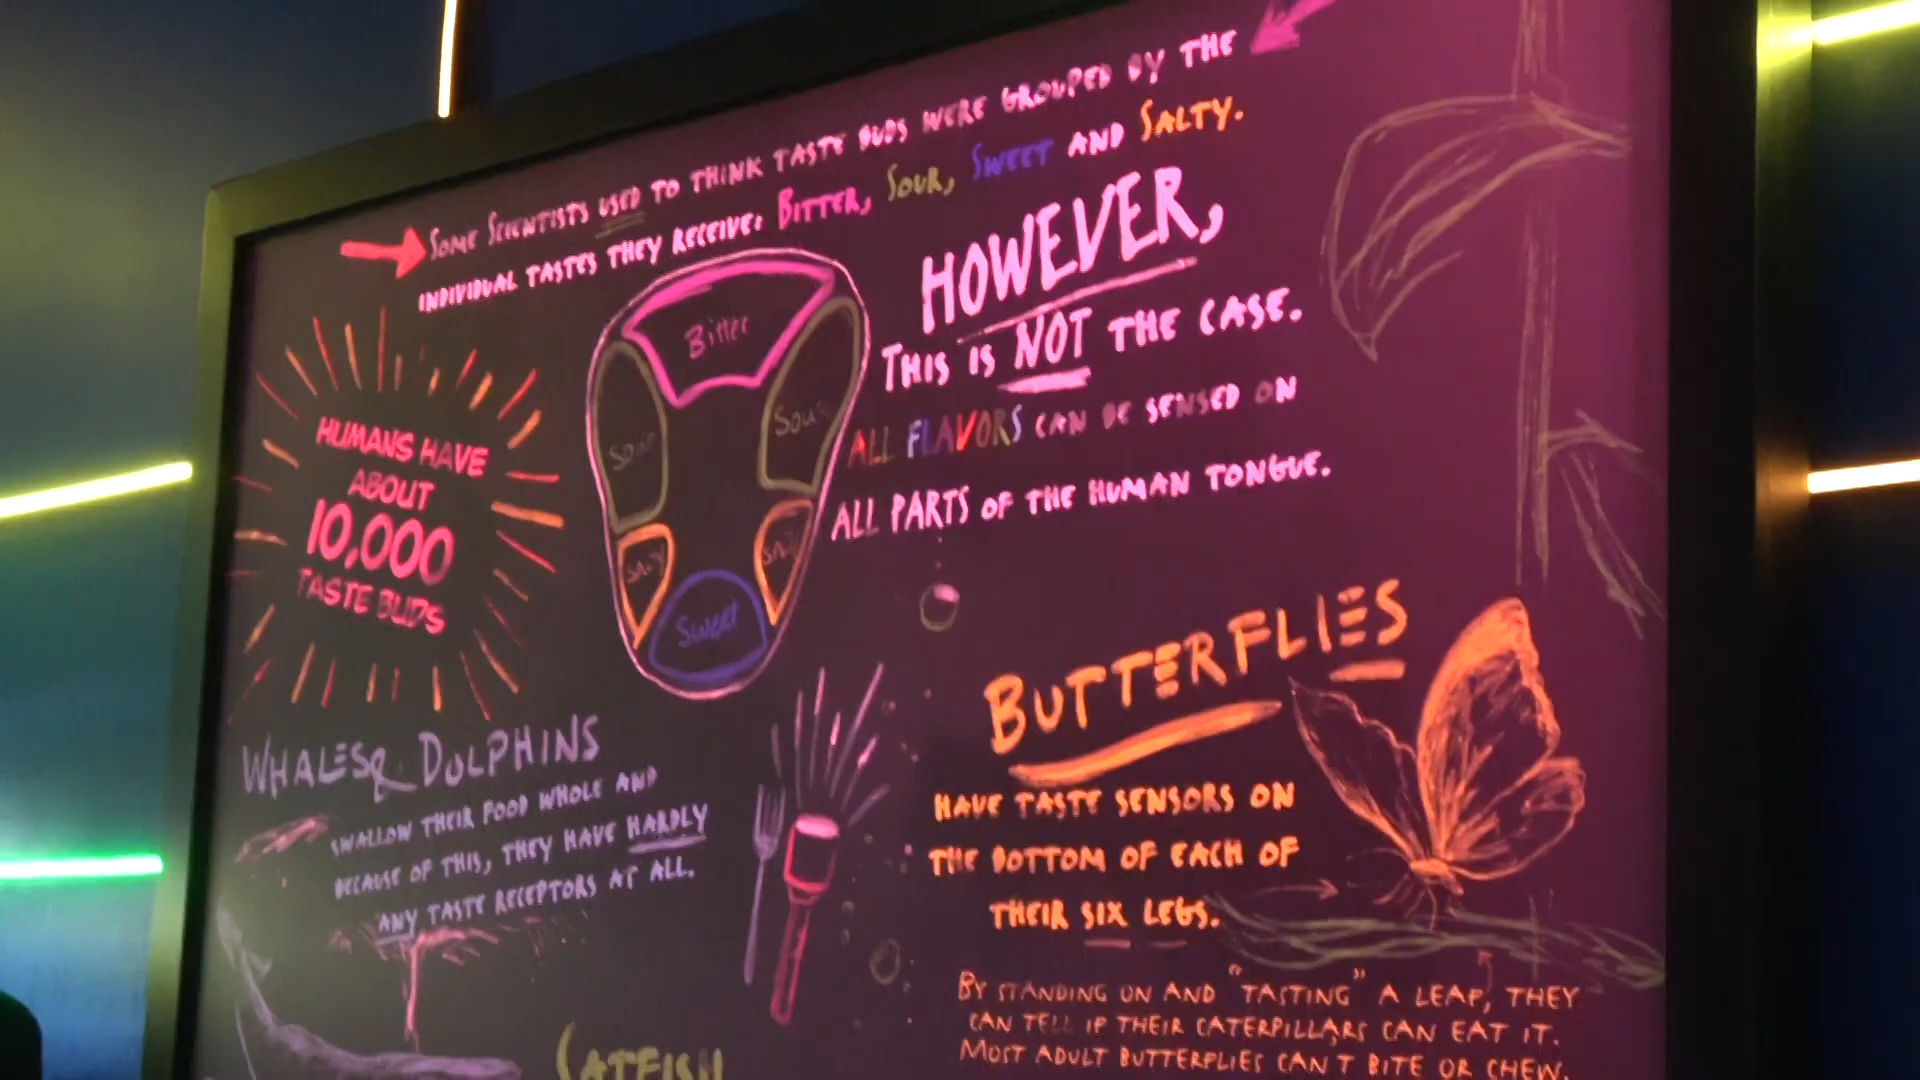 SOME SCIENTISTS USED TO THINK TASTE BUDS WERE GROUPED BY THE
INDIVIDUAL TASTES THEY RECEIVE: BITTER, SOUR, SWEET AND SALTY.
HOWEVER,
THIS IS NOT THE CASE.
ALL FLAVORS CAN BE SENSED ON
ALL PARTS OF THE HUMAN TONGUE.
Bitter
Sour
Sour
Salty
Salty
Sweet
HUMANS HAVE
ABOUT
10,000
TASTE BUDS
WHALES & DOLPHINS
SWALLOW THEIR FOOD WHOLE AND
BECAUSE OF THIS, THEY HAVE HARDLY
ANY TASTE RECEPTORS AT ALL.
BUTTERFLIES
HAVE TASTE SENSORS ON
THE BOTTOM OF EACH OF
THEIR SIX LEGS.
BY STANDING ON AND "TASTING" A LEAF, THEY
CAN TELL IF THEIR CATERPILLARS CAN EAT IT.
MOST ADULT BUTTERFLIES CAN'T BITE OR CHEW.
CATFISH